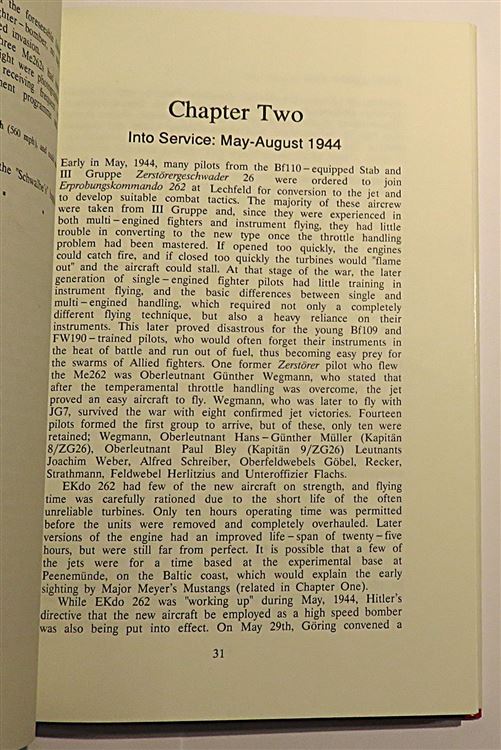 the foreseeable
hter-bomber,
ed invasion.
hree Me262s had
ght were
receiving frequent
ment programme
h (560 mph), and
the "Schwalbe's"
Chapter Two
Into Service: May-August 1944
Early in May, 1944, many pilots from the Bf110-equipped Stab and
III Gruppe Zerstörergeschwader 26 were ordered to join
Erprobungskommando 262 at Lechfeld for conversion to the jet and
to develop suitable combat tactics. The majority of these aircrew
were taken from III Gruppe and, since they were experienced in
both multi-engined fighters and instrument flying, they had little
trouble in converting to the new type once the throttle handling
problem had been mastered. If opened too quickly, the engines
could catch fire, and if closed too quickly the turbines would "flame
out" and the aircraft could stall. At that stage of the war, the later
generation of single-engined fighter pilots had little training in
instrument flying, and the basic differences between single and
multi-engined handling, which required not only a completely
different flying technique, but also a heavy reliance on their
instruments. This later proved disastrous for the young Bf109 and
FW190-trained pilots, who would often forget their instruments in
the heat of battle and run out of fuel, thus becoming easy prey for
the swarms of Allied fighters. One former Zerstörer pilot who flew
the Me262 was Oberleutnant Günther Wegmann, who stated that
after the temperamental throttle handling was overcome, the jet
proved an easy aircraft to fly. Wegmann, who was later to fly with
JG7, survived the war with eight confirmed jet victories. Fourteen
pilots formed the first group to arrive, but of these, only ten were
retained; Wegmann, Oberleutnant Hans-Günther Müller (Kapitän
8/ZG26), Oberleutnant Paul Bley (Kapitän 9/ZG26) Leutnants
Joachim Weber, Alfred Schreiber, Oberfeldwebels Göbel, Recker,
Strathmann, Feldwebel Herlitzius and Unteroffizier Flachs.
EKdo 262 had few of the new aircraft on strength, and flying
time was carefully rationed due to the short life of the often
unreliable turbines. Only ten hours operating time was permitted
before the units were removed and completely overhauled. Later
versions of the engine had an improved life-span of twenty-five
hours, but were still far from perfect. It is possible that a few of
the jets were for a time based at the experimental base at
Peenemünde, on the Baltic coast, which would explain the early
sighting by Major Meyer's Mustangs (related in Chapter One).
While EKdo 262 was "working up" during May, 1944, Hitler's
directive that the new aircraft be employed as a high speed bomber
was also being put into effect. On May 29th, Göring convened a
31